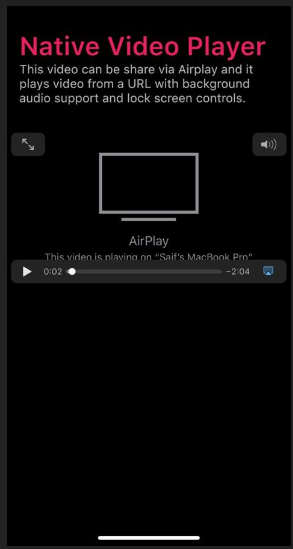 Native Video Player
This video can be share via Airplay and it
plays video from a URL with background
audio support and lock screen controls.
AirPlay
This video is playing on "Saif's MacBook Pro"
0:02
−2:04